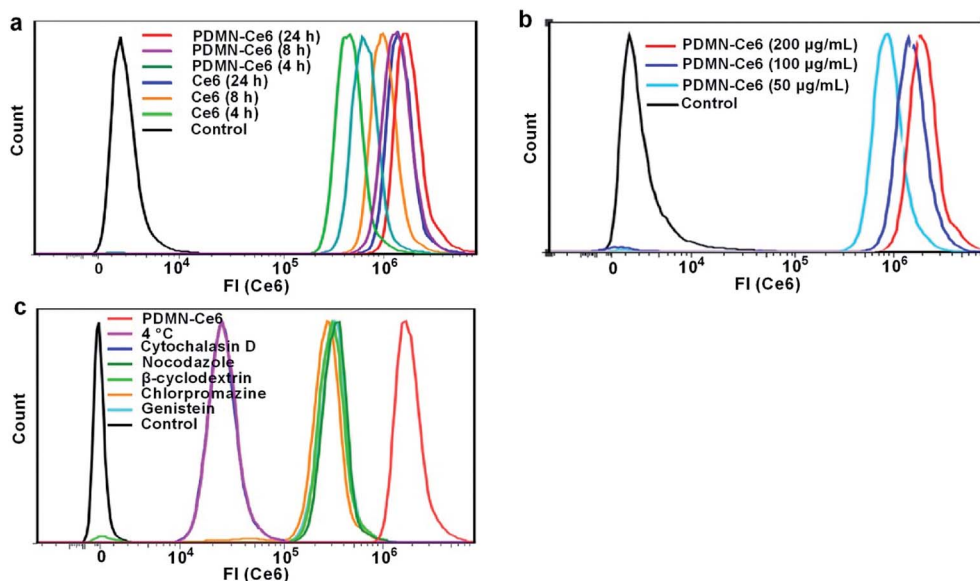 a
PDMN-Ce6 (24 h)
PDMN-Ce6 (8 h)
PDMN-Ce6 (4 h)
Ce6 (24 h)
Ce6 (8 h)
Ce6 (4 h)
Control
Count
0 10⁴ 10⁵ 10⁶
FI (Ce6)
b
PDMN-Ce6 (200 µg/mL)
PDMN-Ce6 (100 µg/mL)
PDMN-Ce6 (50 µg/mL)
Control
Count
0 10⁴ 10⁵ 10⁶
FI (Ce6)
c
PDMN-Ce6
4 °C
Cytochalasin D
Nocodazole
β-cyclodextrin
Chlorpromazine
Genistein
Control
Count
0 10⁴ 10⁵ 10⁶
FI (Ce6)